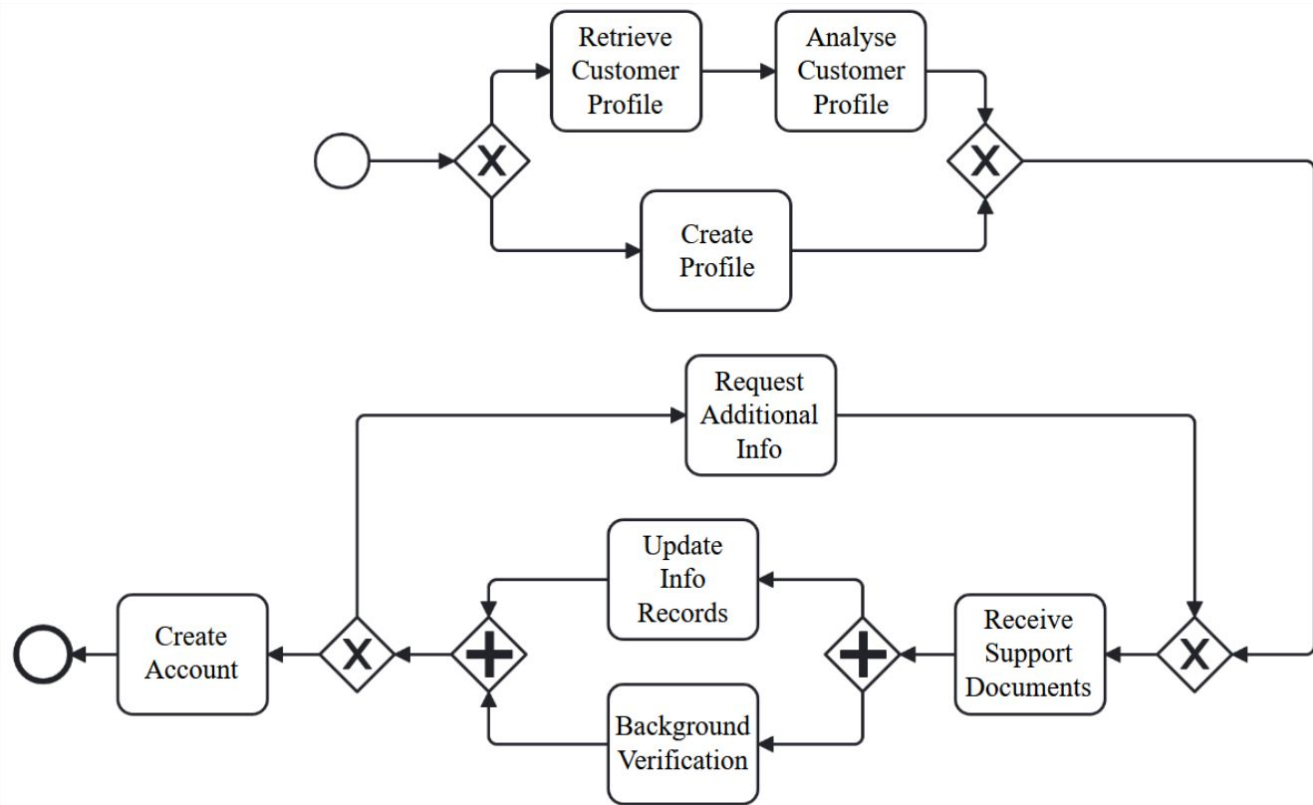 Retrieve
Customer
Profile
Analyse
Customer
Profile
Create
Profile
Request
Additional
Info
Update
Info
Records
Create
Account
Receive
Support
Documents
Background
Verification